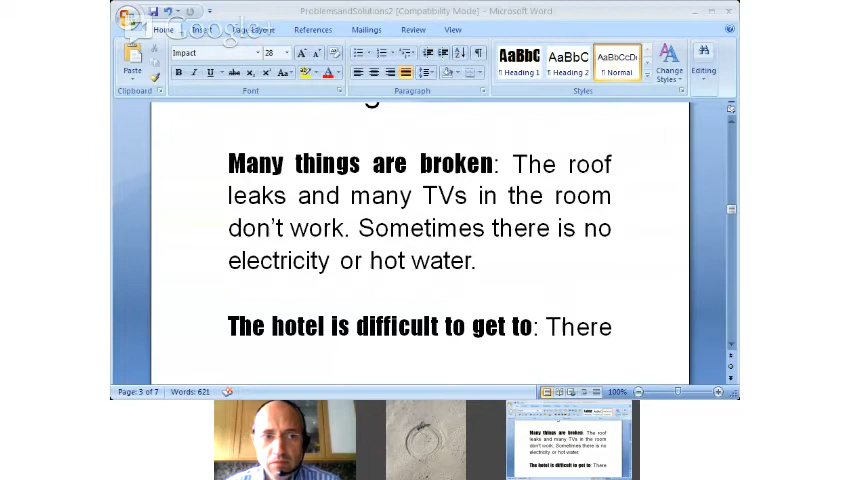 ProblemsandSolutions2 [Compatibility Mode] - Microsoft Word
Google+
Home Insert Page Layout References Mailings Review View
Impact 28
Paste
B I U abc
AaBbC AaBbC AaBbCcDc
¶ Heading 1 ¶ Heading 2 ¶ Normal
Change Styles
Editing
Clipboard Font Paragraph Styles
Many things are broken: The roof
leaks and many TVs in the room
don't work. Sometimes there is no
electricity or hot water.
The hotel is difficult to get to: There
Page: 3 of 7 Words: 621 100%
Many things are broken: The roof
leaks and many TVs in the room
don't work. Sometimes there is no
electricity or hot water.
The hotel is difficult to get to: There